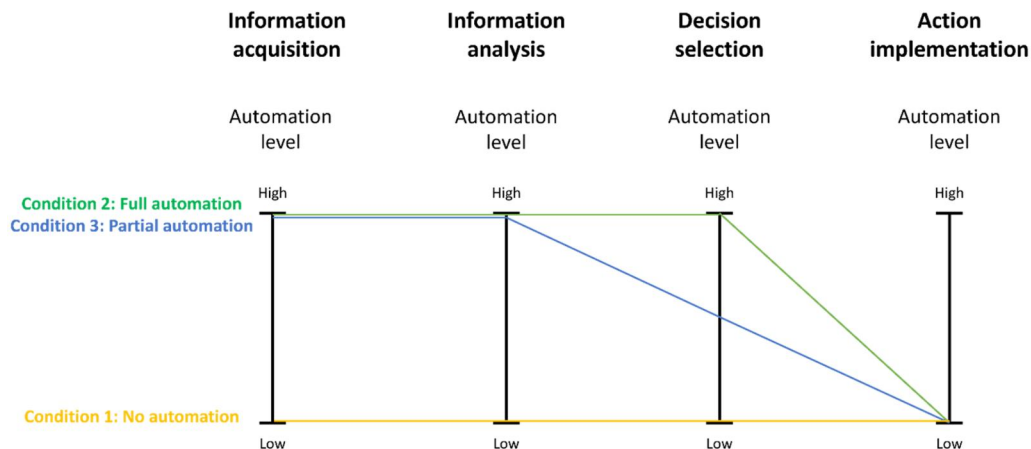 Information acquisition
Information analysis
Decision selection
Action implementation
Automation level
Automation level
Automation level
Automation level
High
High
High
High
Condition 2: Full automation
Condition 3: Partial automation
Condition 1: No automation
Low
Low
Low
Low